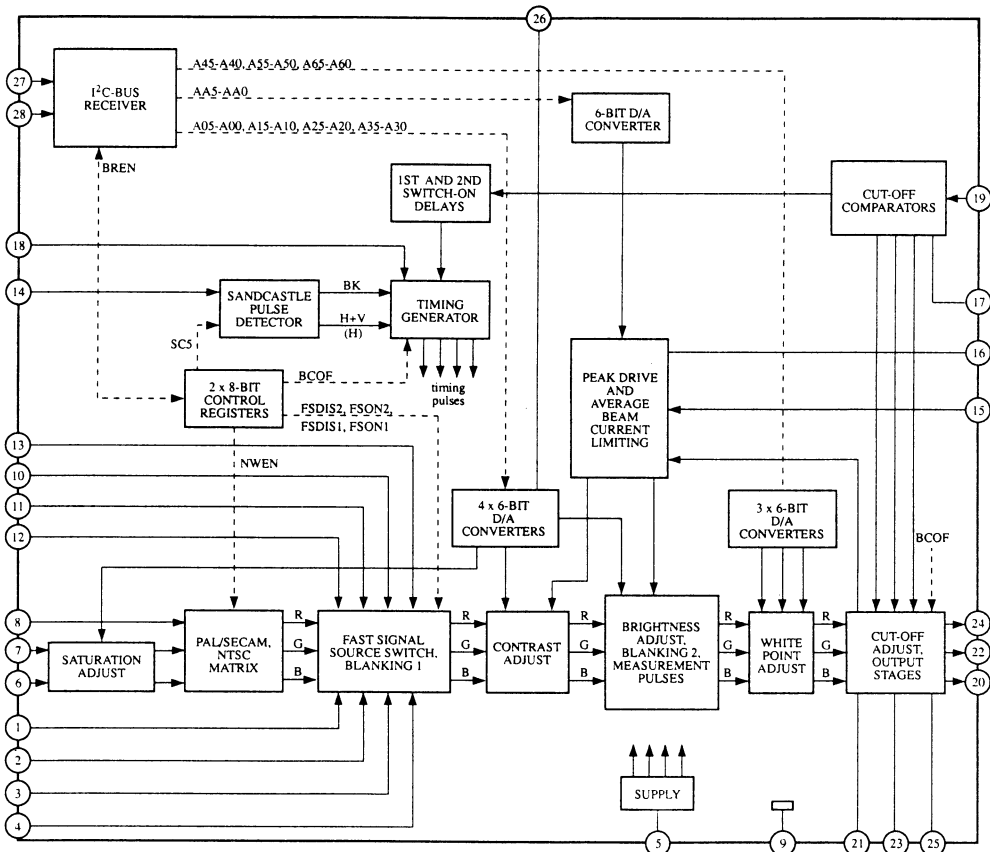 26
A45-A40, A55-A50, A65-A60
27
I²C-BUS
RECEIVER
AA5-AA0
6-BIT D/A
CONVERTER
28
A05-A00, A15-A10, A25-A20, A35-A30
BREN
1ST AND 2ND
SWITCH-ON
DELAYS
CUT-OFF
COMPARATORS
19
18
14
SANDCASTLE
PULSE
DETECTOR
BK
H+V
(H)
TIMING
GENERATOR
17
SC5
16
2 x 8-BIT
CONTROL
REGISTERS
BCOF
timing
pulses
PEAK DRIVE
AND
AVERAGE
BEAM
CURRENT
LIMITING
15
FSDIS2, FSON2,
FSDIS1, FSON1
13
NWEN
10
11
12
4 x 6-BIT
D/A
CONVERTERS
3 x 6-BIT
D/A
CONVERTERS
BCOF
8
7
6
SATURATION
ADJUST
PAL/SECAM,
NTSC
MATRIX
R
G
B
FAST SIGNAL
SOURCE SWITCH,
BLANKING 1
R
G
B
CONTRAST
ADJUST
R
G
B
BRIGHTNESS
ADJUST,
BLANKING 2,
MEASUREMENT
PULSES
R
G
B
WHITE
POINT
ADJUST
R
G
B
CUT-OFF
ADJUST,
OUTPUT
STAGES
24
22
20
1
2
3
4
SUPPLY
5
9
21
23
25